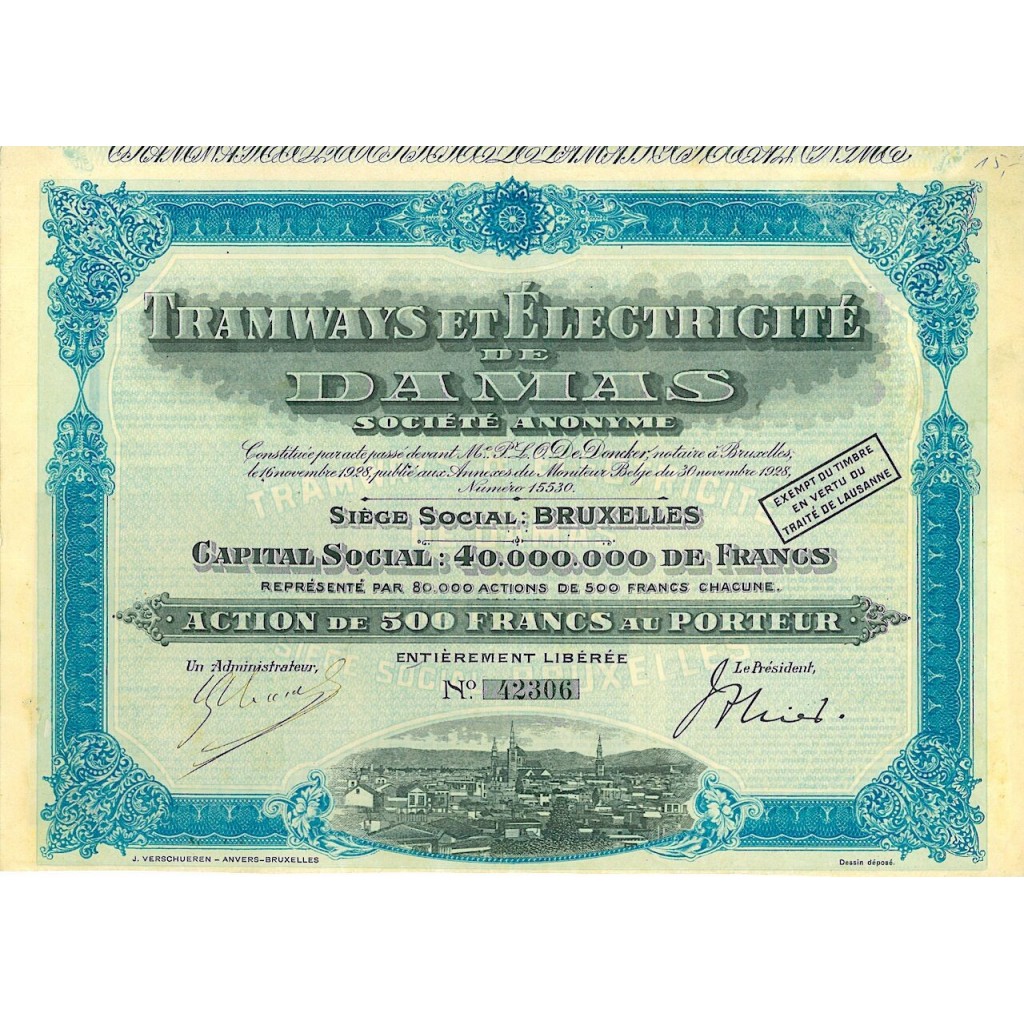 15,-
TRAMWAYS ET ÉLECTRICITÉ
DE
DAMAS
SOCIÉTÉ ANONYME
Constituée par acte passé devant Me. P. L. O. De Doncker, notaire à Bruxelles,
le 16 novembre 1928, publié aux Annexes du Moniteur Belge du 30 novembre 1928,
Numéro 15530.
EXEMPT DU TIMBRE
EN VERTU DU
TRAITÉ DE LAUSANNE
SIÈGE SOCIAL: BRUXELLES
CAPITAL SOCIAL: 40.000.000 DE FRANCS
REPRÉSENTÉ PAR 80.000 ACTIONS DE 500 FRANCS CHACUNE.
· ACTION DE 500 FRANCS AU PORTEUR ·
ENTIÈREMENT LIBÉRÉE
Un Administrateur,
Le Président,
No. 42306
J. VERSCHUEREN - ANVERS-BRUXELLES
Dessin déposé.